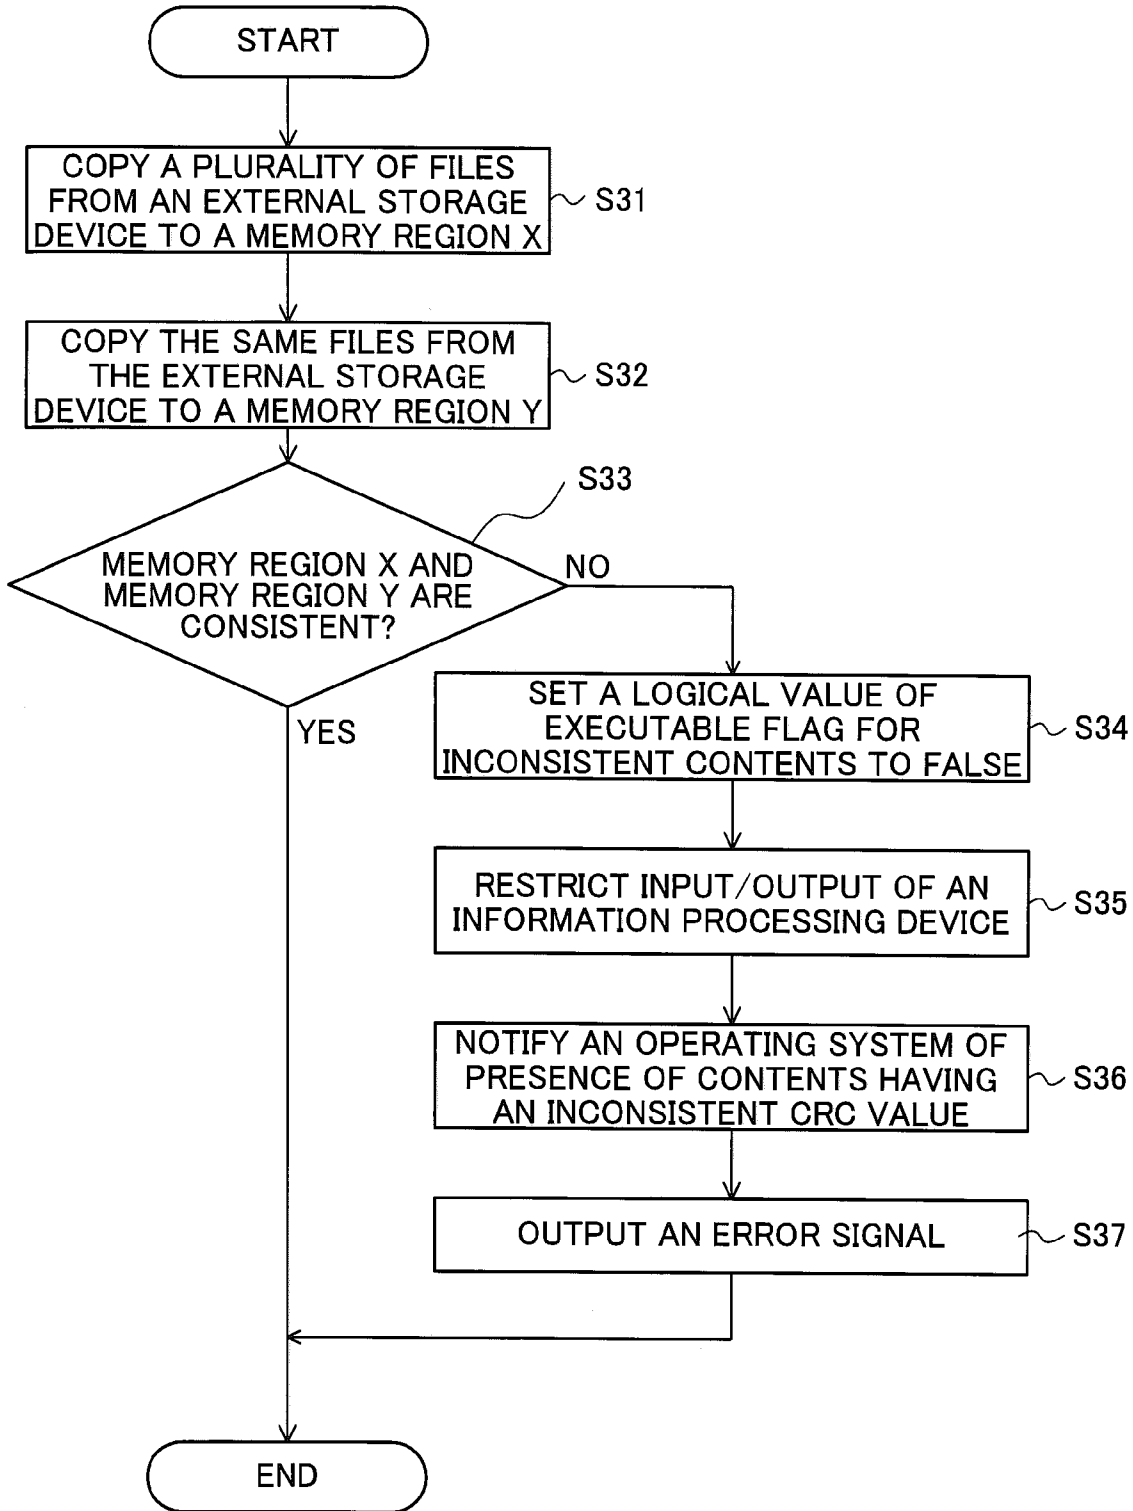 START
COPY A PLURALITY OF FILES
FROM AN EXTERNAL STORAGE
DEVICE TO A MEMORY REGION X
S31
COPY THE SAME FILES FROM
THE EXTERNAL STORAGE
DEVICE TO A MEMORY REGION Y
S32
S33
MEMORY REGION X AND
MEMORY REGION Y ARE
CONSISTENT?
NO
YES
SET A LOGICAL VALUE OF
EXECUTABLE FLAG FOR
INCONSISTENT CONTENTS TO FALSE
S34
RESTRICT INPUT/OUTPUT OF AN
INFORMATION PROCESSING DEVICE
S35
NOTIFY AN OPERATING SYSTEM OF
PRESENCE OF CONTENTS HAVING
AN INCONSISTENT CRC VALUE
S36
OUTPUT AN ERROR SIGNAL
S37
END